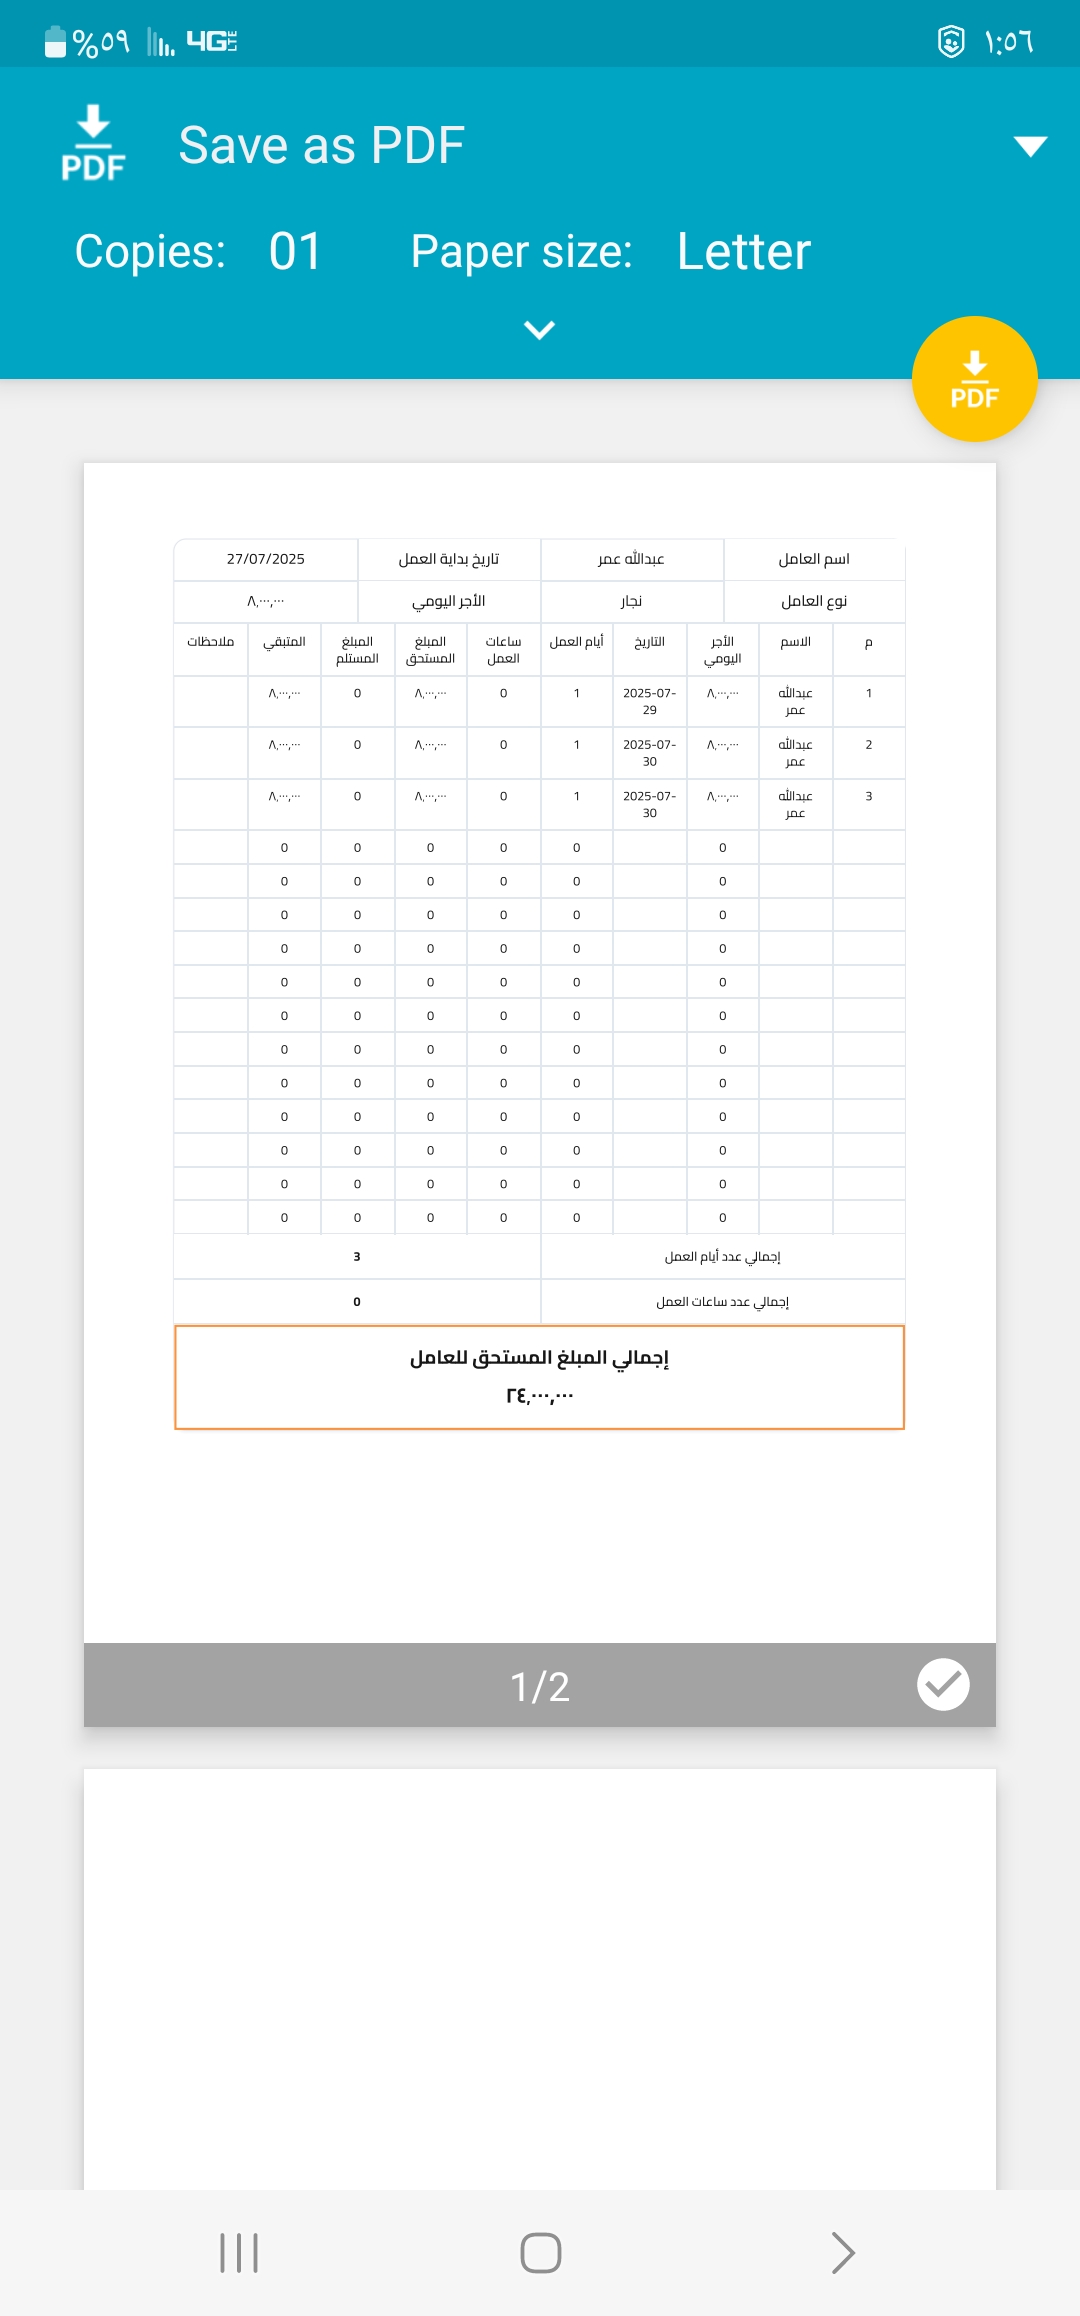 %٥٩ 4G LTE ١:٥٦
PDF Save as PDF
Copies: 01 Paper size: Letter
PDF
اسم العامل عبدالله عمر تاريخ بداية العمل 27/07/2025
نوع العامل نجار الأجر اليومي ٨,٠٠٠,٠٠٠
م الاسم الأجر اليومي التاريخ أيام العمل ساعات العمل المبلغ المستحق المبلغ المستلم المتبقي ملاحظات
1 عبدالله عمر ٨,٠٠٠,٠٠٠ 2025-07-29 1 0 ٨,٠٠٠,٠٠٠ 0 ٨,٠٠٠,٠٠٠
2 عبدالله عمر ٨,٠٠٠,٠٠٠ 2025-07-30 1 0 ٨,٠٠٠,٠٠٠ 0 ٨,٠٠٠,٠٠٠
3 عبدالله عمر ٨,٠٠٠,٠٠٠ 2025-07-30 1 0 ٨,٠٠٠,٠٠٠ 0 ٨,٠٠٠,٠٠٠
0 0 0 0 0 0
0 0 0 0 0 0
0 0 0 0 0 0
0 0 0 0 0 0
0 0 0 0 0 0
0 0 0 0 0 0
0 0 0 0 0 0
0 0 0 0 0 0
0 0 0 0 0 0
0 0 0 0 0 0
0 0 0 0 0 0
0 0 0 0 0 0
إجمالي عدد أيام العمل 3
إجمالي عدد ساعات العمل 0
إجمالي المبلغ المستحق للعامل
٢٤,٠٠٠,٠٠٠
1/2